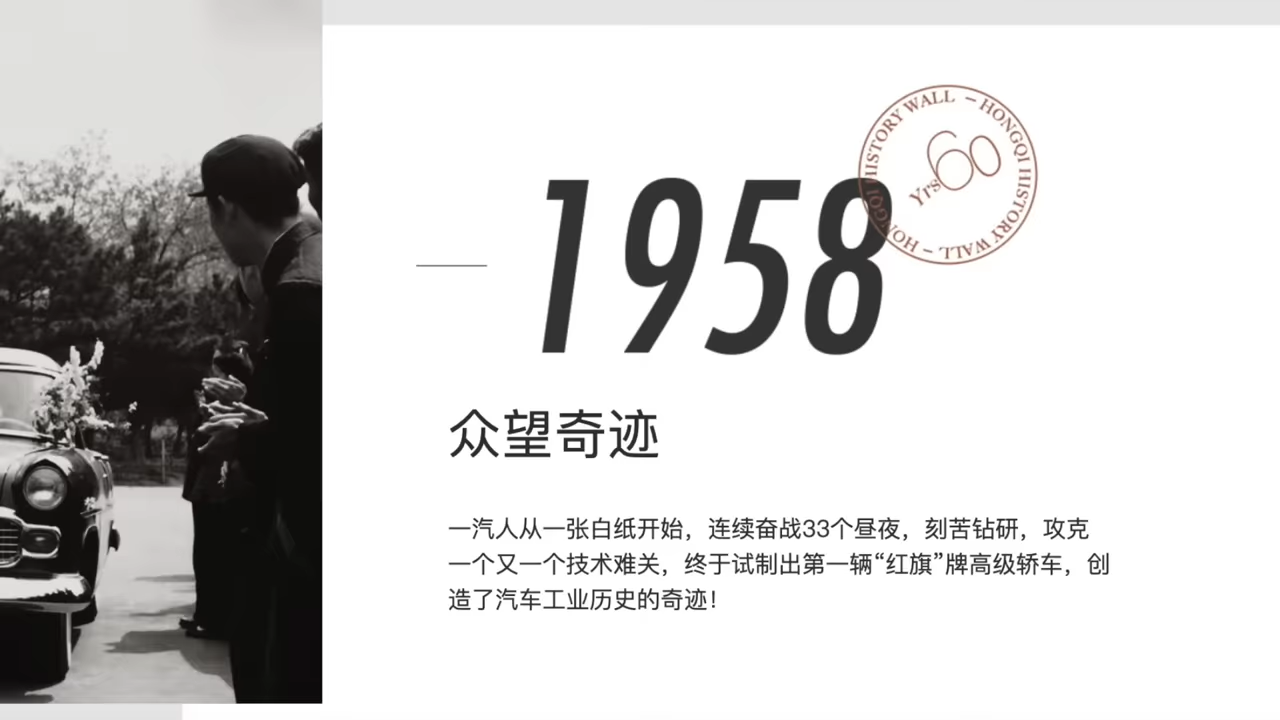 1958
HONGQI HISTORY WALL – HONGQI HISTORY WALL –
60
Yrs
众望奇迹
一汽人从一张白纸开始，连续奋战33个昼夜，刻苦钻研，攻克
一个又一个技术难关，终于试制出第一辆“红旗”牌高级轿车，创
造了汽车工业历史的奇迹！